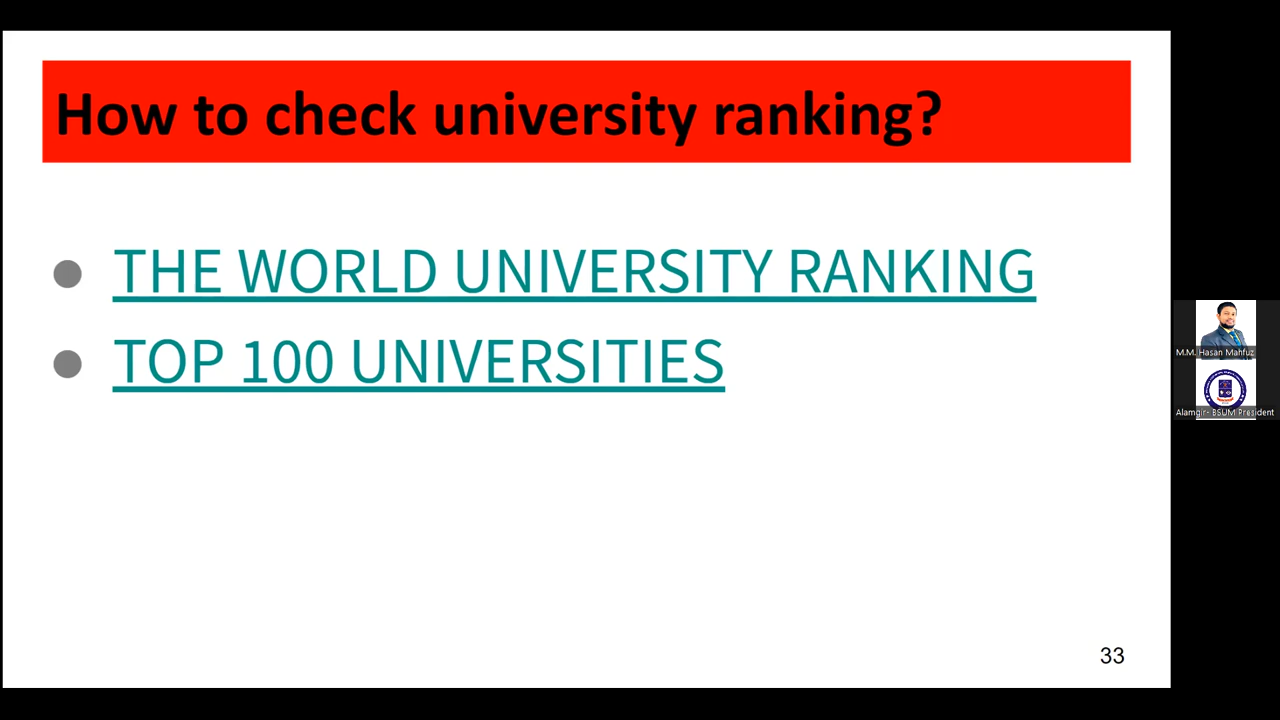 How to check university ranking?
THE WORLD UNIVERSITY RANKING
TOP 100 UNIVERSITIES
M.M. Hasan Mahfuz
Alamgir- BSUM President
33